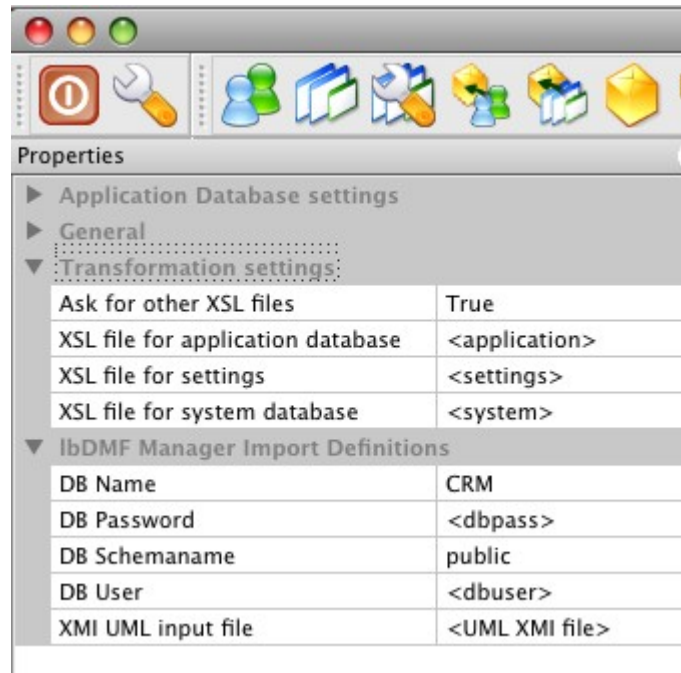 Properties
Application Database settings
General
Transformation settings
Ask for other XSL files True
XSL file for application database <application>
XSL file for settings <settings>
XSL file for system database <system>
lbDMF Manager Import Definitions
DB Name CRM
DB Password <dbpass>
DB Schemaname public
DB User <dbuser>
XMI UML input file <UML XMI file>